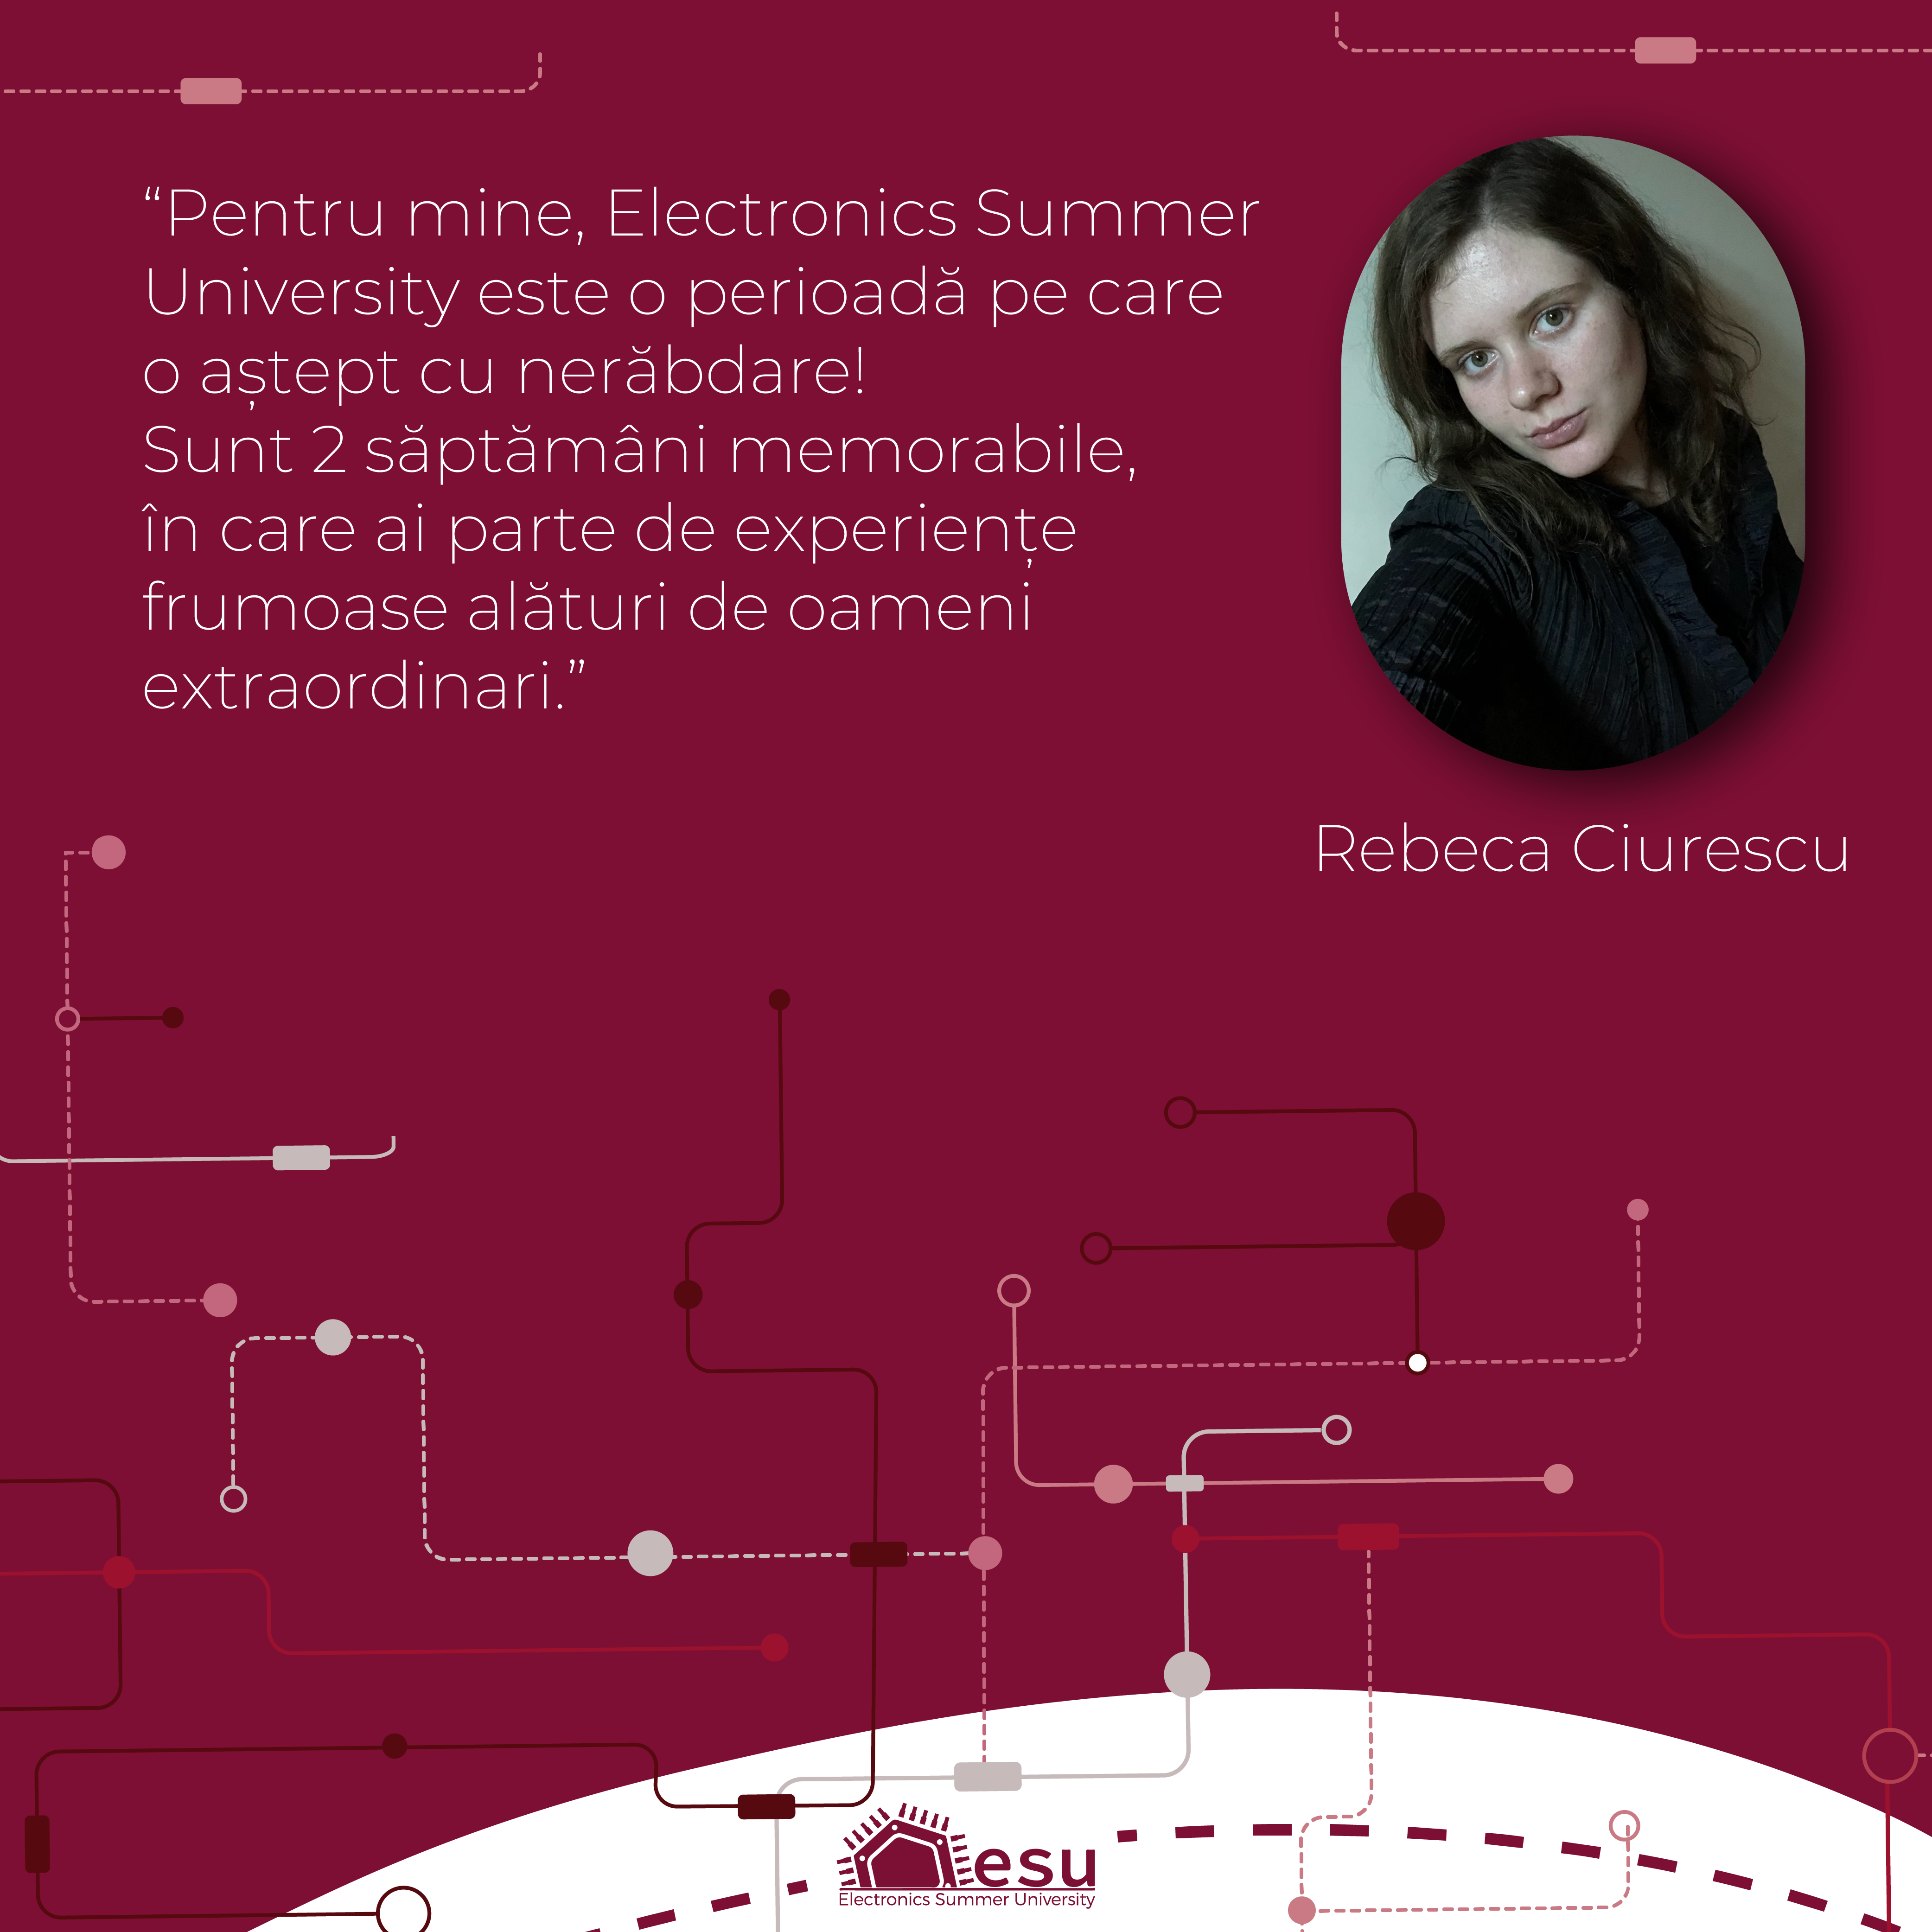 “Pentru mine, Electronics Summer
University este o perioadă pe care
o aștept cu nerăbdare!
Sunt 2 săptămâni memorabile,
în care ai parte de experiențe
frumoase alături de oameni
extraordinari.”
Rebeca Ciurescu
esu
Electronics Summer University